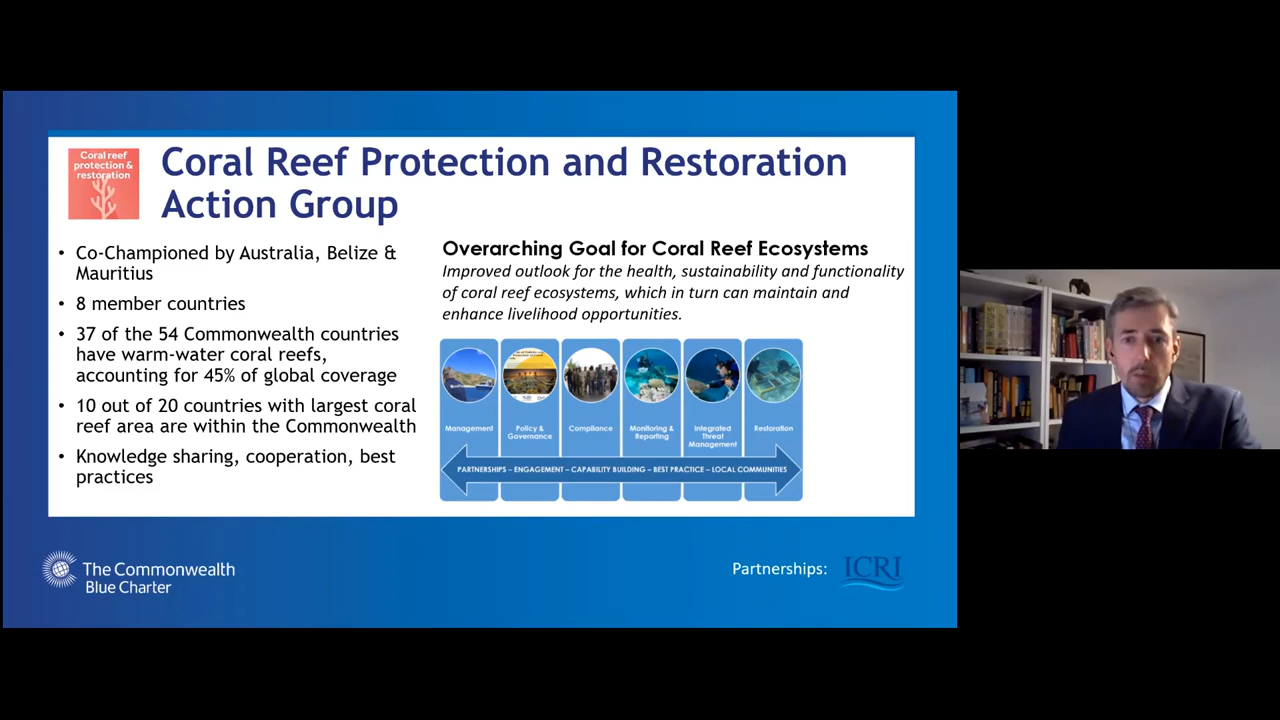 Coral reef
protection &
restoration
Coral Reef Protection and Restoration
Action Group
• Co-Championed by Australia, Belize &
Mauritius
• 8 member countries
• 37 of the 54 Commonwealth countries
have warm-water coral reefs,
accounting for 45% of global coverage
• 10 out of 20 countries with largest coral
reef area are within the Commonwealth
• Knowledge sharing, cooperation, best
practices
Overarching Goal for Coral Reef Ecosystems
Improved outlook for the health, sustainability and functionality
of coral reef ecosystems, which in turn can maintain and
enhance livelihood opportunities.
Management
Policy &
Governance
Compliance
Monitoring &
Reporting
Integrated
Threat
Management
Restoration
PARTNERSHIPS – ENGAGEMENT – CAPABILITY BUILDING – BEST PRACTICE – LOCAL COMMUNITIES
The Commonwealth
Blue Charter
Partnerships:
ICRI